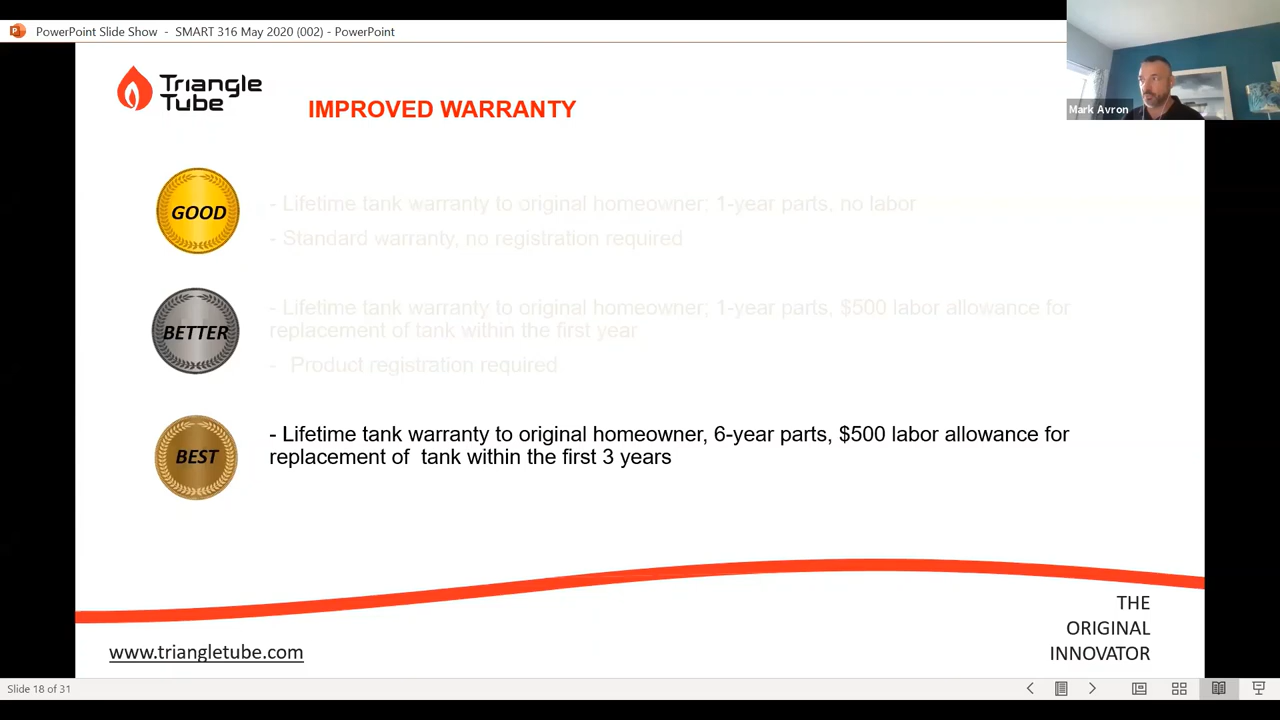 PowerPoint Slide Show - SMART 316 May 2020 (002) - PowerPoint
Mark Avron
Triangle
Tube
IMPROVED WARRANTY
GOOD
- Lifetime tank warranty to original homeowner; 1-year parts, no labor
- Standard warranty, no registration required
BETTER
- Lifetime tank warranty to original homeowner; 1-year parts, $500 labor allowance for
replacement of tank within the first year
- Product registration required
BEST
- Lifetime tank warranty to original homeowner, 6-year parts, $500 labor allowance for
replacement of tank within the first 3 years
THE
ORIGINAL
INNOVATOR
www.triangletube.com
Slide 18 of 31